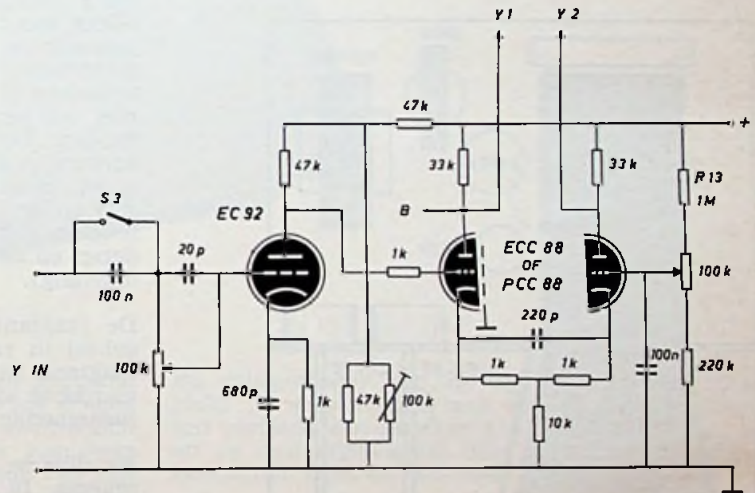 Y1
Y2
47k
+
47k
33k
33k
R13
1M
S3
EC 92
B
ECC 88
OF
PCC 88
20p
1k
100k
100n
220p
Y IN
100k
100n
680p
1k
47k
100k
1k
1k
220k
10k